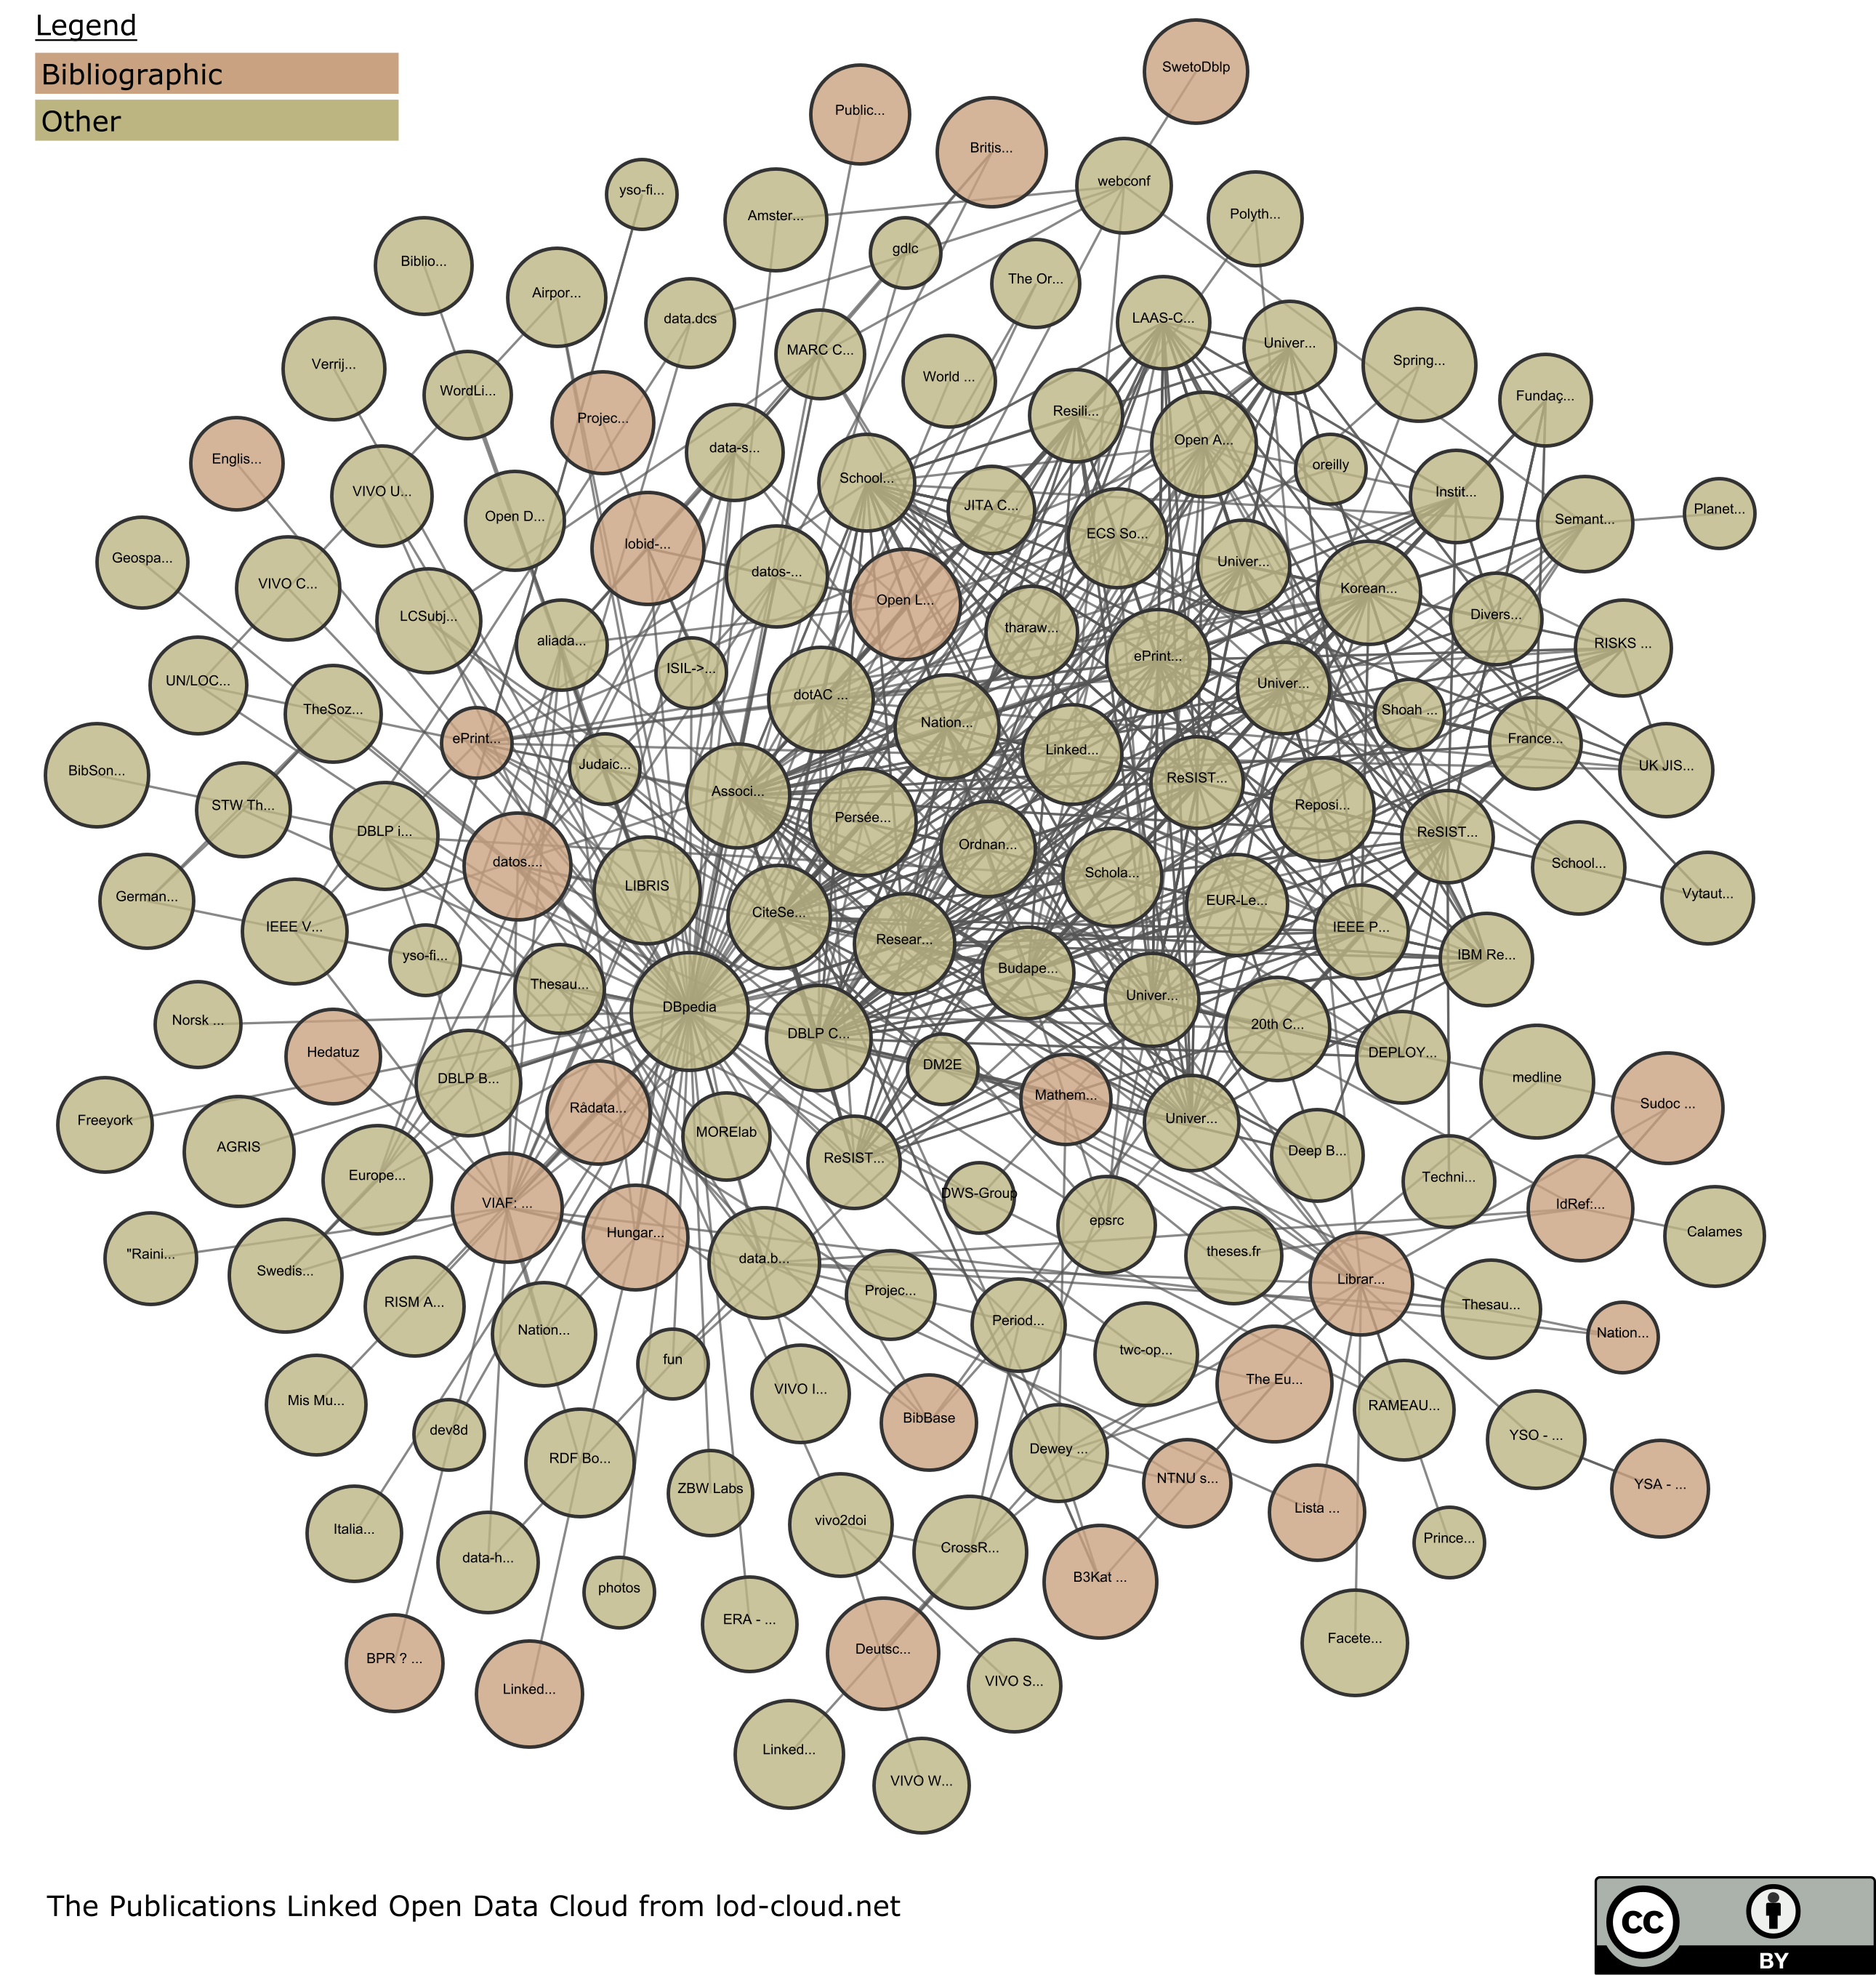 Legend
Bibliographic
Other
SwetoDblp
Public...
Britis...
webconf
yso-fi...
Amster...
Polyth...
gdlc
Biblio...
The Or...
Airpor...
data.dcs
LAAS-C...
MARC C...
Univer...
Verrij...
Spring...
World ...
WordLi...
Fundaç...
Projec...
Resili...
Open A...
data-s...
Englis...
oreilly
School...
VIVO U...
Instit...
JITA C...
Planet...
Open D...
Semant...
ECS So...
lobid-...
Geospa...
Univer...
datos-...
VIVO C...
Korean...
Open L...
LCSubj...
Divers...
tharaw...
aliada...
RISKS ...
ePrint...
ISIL->...
UN/LOC...
Univer...
dotAC ...
TheSoz...
Shoah ...
Nation...
ePrint...
France...
Linked...
Judaic...
UK JIS...
BibSon...
ReSIST...
Associ...
STW Th...
Reposi...
Persée...
DBLP i...
ReSIST...
Ordnan...
datos....
School...
Schola...
LIBRIS
German...
Vytaut...
EUR-Le...
CiteSe...
IEEE V...
IEEE P...
Resear...
yso-fi...
IBM Re...
Budape...
Thesau...
Univer...
DBpedia
Norsk ...
20th C...
DBLP C...
Hedatuz
DEPLOY...
DM2E
DBLP B...
medline
Mathem...
Rådata...
Sudoc ...
Freeyork
Univer...
MORElab
AGRIS
Deep B...
ReSIST...
Europe...
Techni...
DWS-Group
VIAF: ...
IdRef:...
epsrc
Hungar...
Calames
"Raini...
theses.fr
data.b...
Swedis...
Librar...
Projec...
RISM A...
Thesau...
Period...
Nation...
Nation...
twc-op...
fun
The Eu...
VIVO I...
Mis Mu...
RAMEAU...
BibBase
dev8d
YSO - ...
Dewey ...
RDF Bo...
NTNU s...
YSA - ...
ZBW Labs
Lista ...
vivo2doi
Italia...
Prince...
CrossR...
data-h...
B3Kat ...
photos
ERA - ...
Facete...
Deutsc...
BPR ? ...
VIVO S...
Linked...
Linked...
VIVO W...
The Publications Linked Open Data Cloud from lod-cloud.net
cc
BY